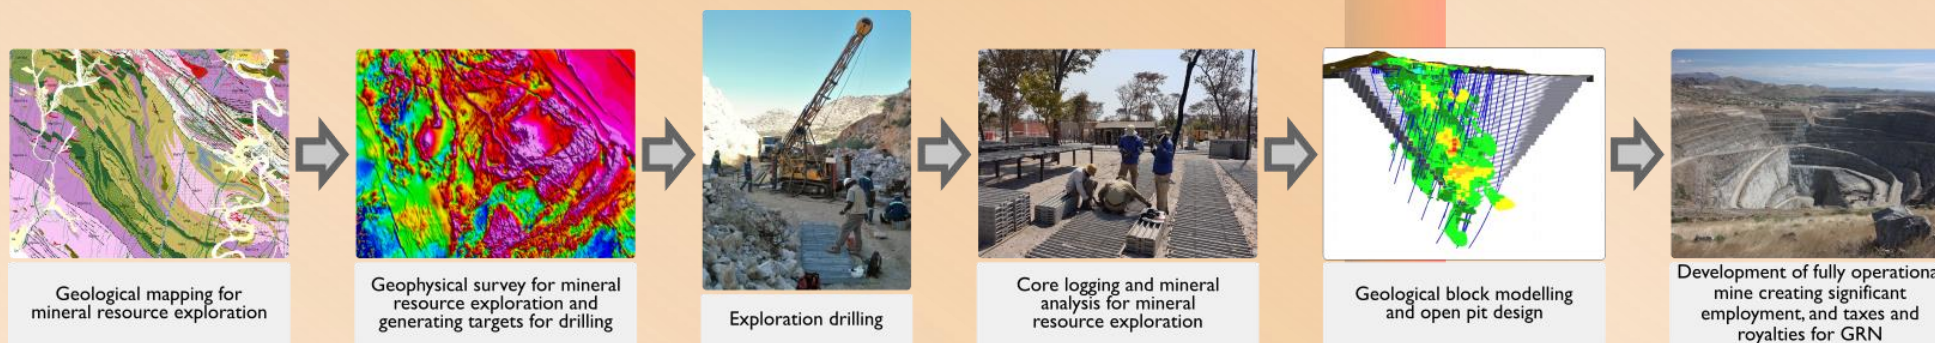 Geological mapping for
mineral resource exploration
Geophysical survey for mineral
resource exploration and
generating targets for drilling
Exploration drilling
Core logging and mineral
analysis for mineral
resource exploration
Geological block modelling
and open pit design
Development of fully operationa
mine creating significant
employment, and taxes and
royalties for GRN